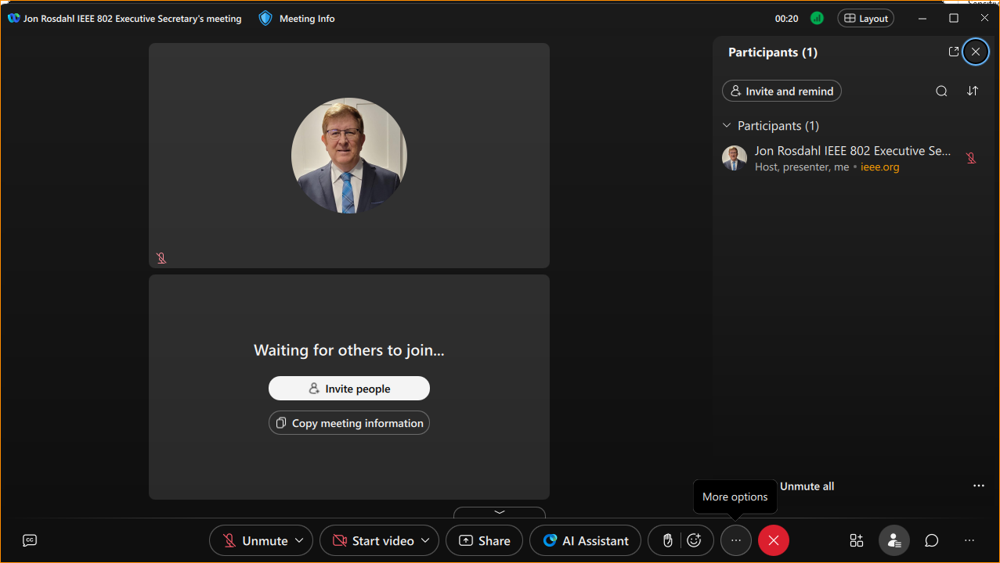 Jon Rosdahl IEEE 802 Executive Secretary's meeting
Meeting Info
00:20
Layout
Participants (1)
Invite and remind
Participants (1)
Jon Rosdahl IEEE 802 Executive Se...
Host, presenter, me • ieee.org
Waiting for others to join...
Invite people
Copy meeting information
Unmute all
More options
CC
Unmute
Start video
Share
AI Assistant